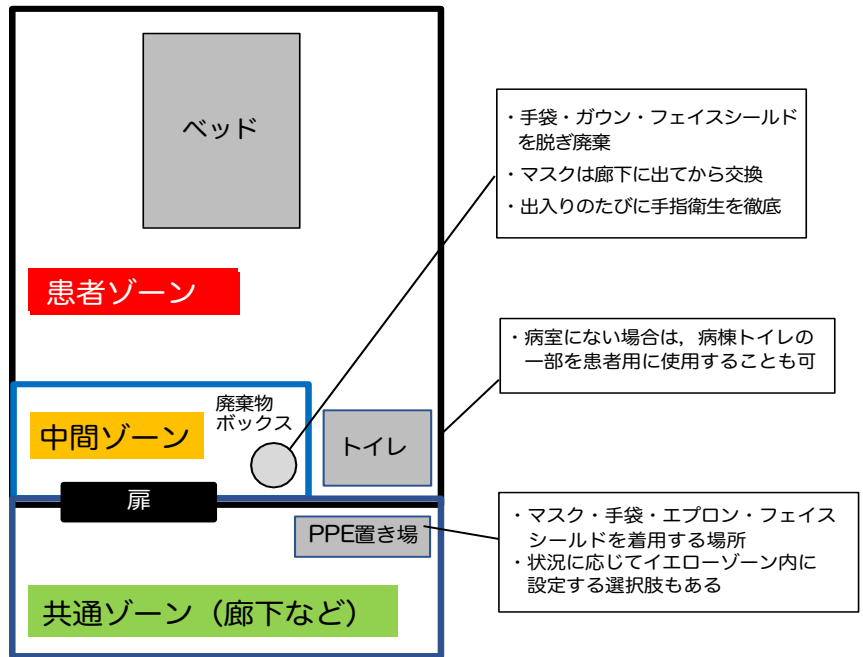 ベッド
患者ゾーン
中間ゾーン
廃棄物
ボックス
トイレ
扉
PPE置き場
共通ゾーン（廊下など）
・手袋・ガウン・フェイスシールド
を脱ぎ廃棄
・マスクは廊下に出てから交換
・出入りのたびに手指衛生を徹底
・病室にない場合は，病棟トイレの
一部を患者用に使用することも可
・マスク・手袋・エプロン・フェイス
シールドを着用する場所
・状況に応じてイエローゾーン内に
設定する選択肢もある